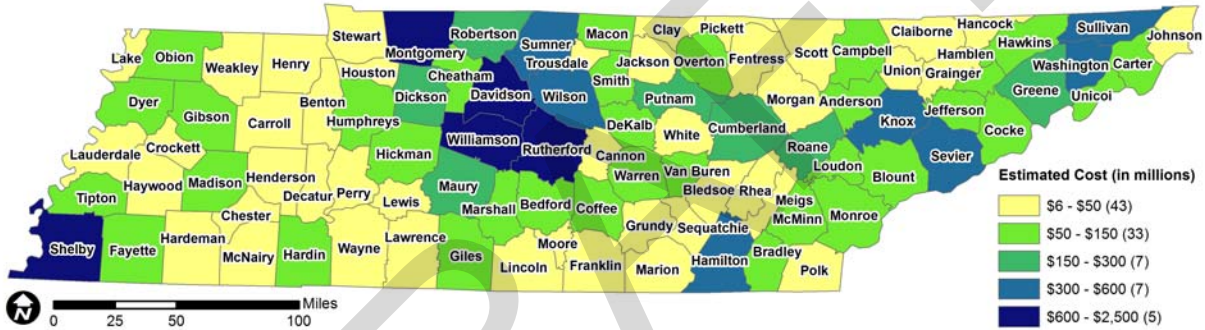 Stewart
Montgomery
Robertson
Sumner
Macon
Clay
Pickett
Claiborne
Hancock
Hawkins
Sullivan
Johnson
Lake
Obion
Weakley
Henry
Houston
Cheatham
Trousdale
Smith
Jackson
Overton
Fentress
Scott
Campbell
Union
Grainger
Hamblen
Washington
Carter
Greene
Unicoi
Dyer
Gibson
Carroll
Benton
Humphreys
Dickson
Davidson
Wilson
Putnam
Morgan
Anderson
Jefferson
Cocke
Knox
Sevier
Lauderdale
Crockett
Hickman
Williamson
Rutherford
DeKalb
White
Cumberland
Roane
Loudon
Blount
Cannon
Warren
Van Buren
Tipton
Haywood
Madison
Henderson
Decatur
Perry
Lewis
Maury
Marshall
Bedford
Coffee
Bledsoe
Rhea
Meigs
McMinn
Monroe
Shelby
Fayette
Hardeman
Chester
McNairy
Hardin
Wayne
Lawrence
Giles
Lincoln
Moore
Franklin
Grundy
Sequatchie
Marion
Hamilton
Bradley
Polk
Estimated Cost (in millions)
$6 - $50 (43)
$50 - $150 (33)
$150 - $300 (7)
$300 - $600 (7)
$600 - $2,500 (5)
N
Miles
0 25 50 100